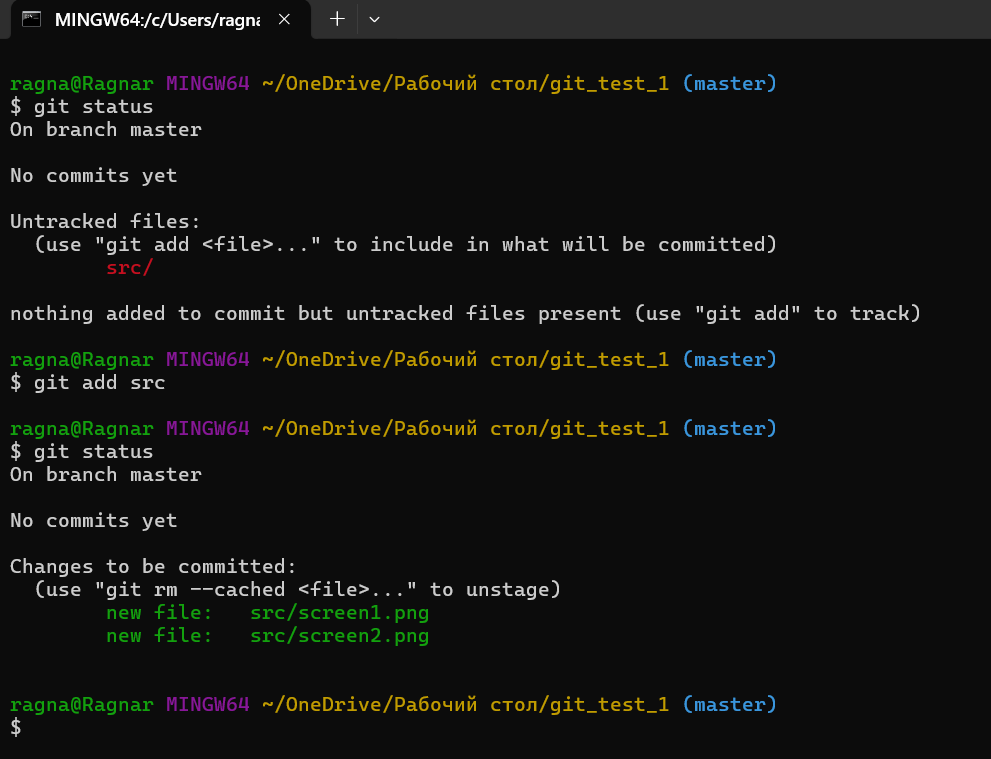 MINGW64:/c/Users/ragna
ragna@Ragnar MINGW64 ~/OneDrive/Рабочий стол/git_test_1 (master)
$ git status
On branch master
No commits yet
Untracked files:
  (use "git add <file>..." to include in what will be committed)
        src/
nothing added to commit but untracked files present (use "git add" to track)
ragna@Ragnar MINGW64 ~/OneDrive/Рабочий стол/git_test_1 (master)
$ git add src
ragna@Ragnar MINGW64 ~/OneDrive/Рабочий стол/git_test_1 (master)
$ git status
On branch master
No commits yet
Changes to be committed:
  (use "git rm --cached <file>..." to unstage)
        new file:   src/screen1.png
        new file:   src/screen2.png
ragna@Ragnar MINGW64 ~/OneDrive/Рабочий стол/git_test_1 (master)
$